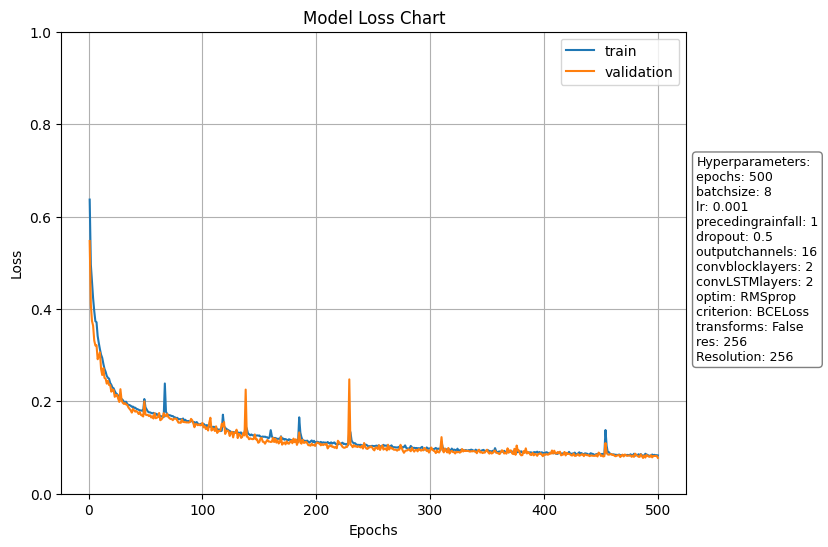 Model Loss Chart
1.0
0.8
0.6
0.4
0.2
0.0
Loss
0
100
200
300
400
500
Epochs
train
validation
Hyperparameters:
epochs: 500
batchsize: 8
lr: 0.001
precedingrainfall: 1
dropout: 0.5
outputchannels: 16
convblocklayers: 2
convLSTMlayers: 2
optim: RMSprop
criterion: BCELoss
transforms: False
res: 256
Resolution: 256